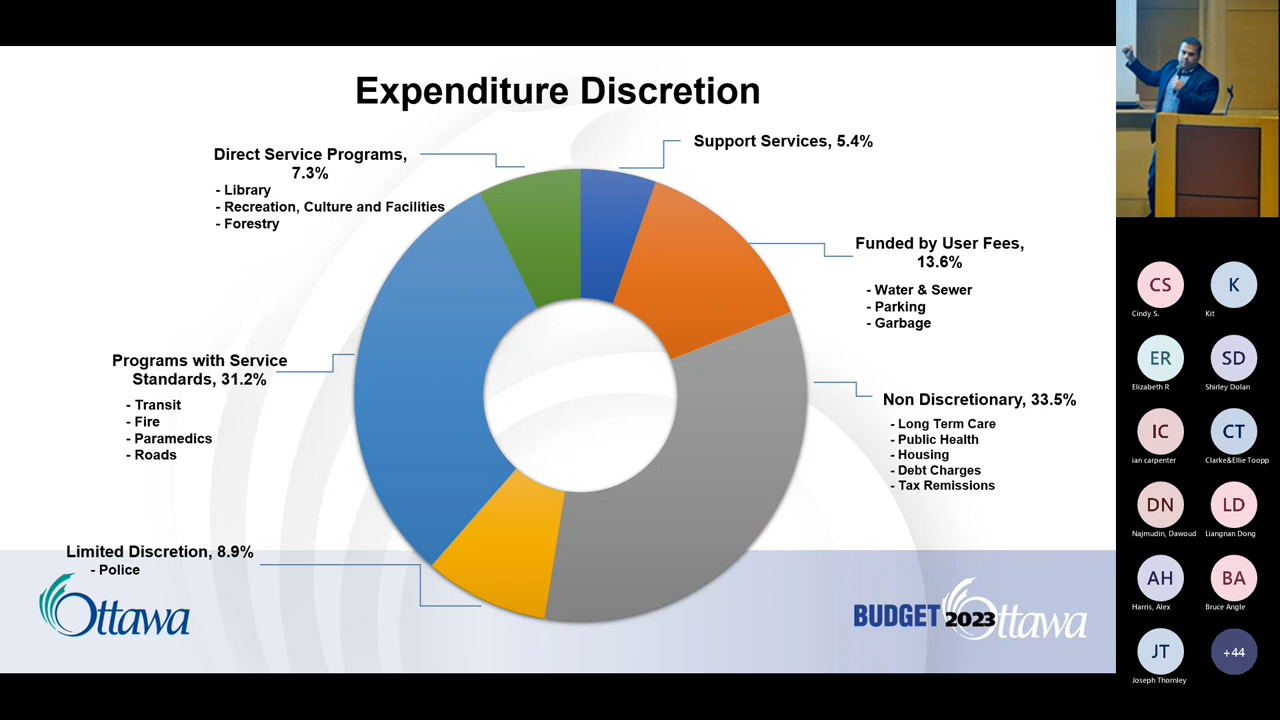 Expenditure Discretion
Support Services, 5.4%
Direct Service Programs,
7.3%
- Library
- Recreation, Culture and Facilities
- Forestry
Funded by User Fees,
13.6%
- Water & Sewer
- Parking
- Garbage
Programs with Service
Standards, 31.2%
- Transit
- Fire
- Paramedics
- Roads
Non Discretionary, 33.5%
- Long Term Care
- Public Health
- Housing
- Debt Charges
- Tax Remissions
Limited Discretion, 8.9%
- Police
Ottawa
BUDGET 2023 Ottawa
CS
Cindy S.
K
Kit
ER
Elizabeth R
SD
Shirley Dolan
IC
ian carpenter
CT
Clarke&Ellie Toopp
DN
Najmudin, Dawoud
LD
Liangnan Dong
AH
Harris, Alex
BA
Bruce Angle
JT
Joseph Thornley
+44